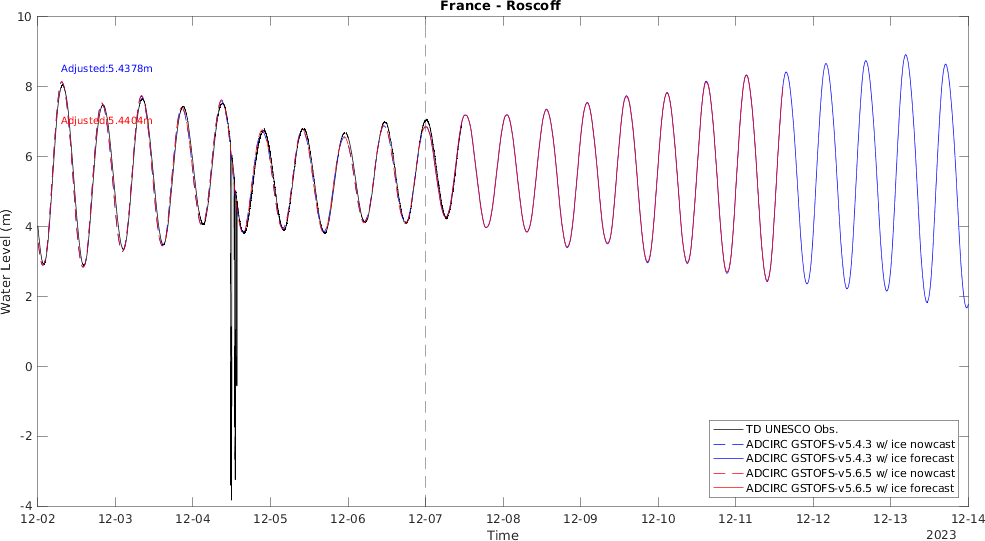 France - Roscoff
10
8
6
4
2
0
-2
-4
Water Level (m)
Adjusted:5.4378m
Adjusted:5.4404m
TD UNESCO Obs.
ADCIRC GSTOFS-v5.4.3 w/ ice nowcast
ADCIRC GSTOFS-v5.4.3 w/ ice forecast
ADCIRC GSTOFS-v5.6.5 w/ ice nowcast
ADCIRC GSTOFS-v5.6.5 w/ ice forecast
12-02 12-03 12-04 12-05 12-06 12-07 12-08 12-09 12-10 12-11 12-12 12-13 12-14
Time
2023